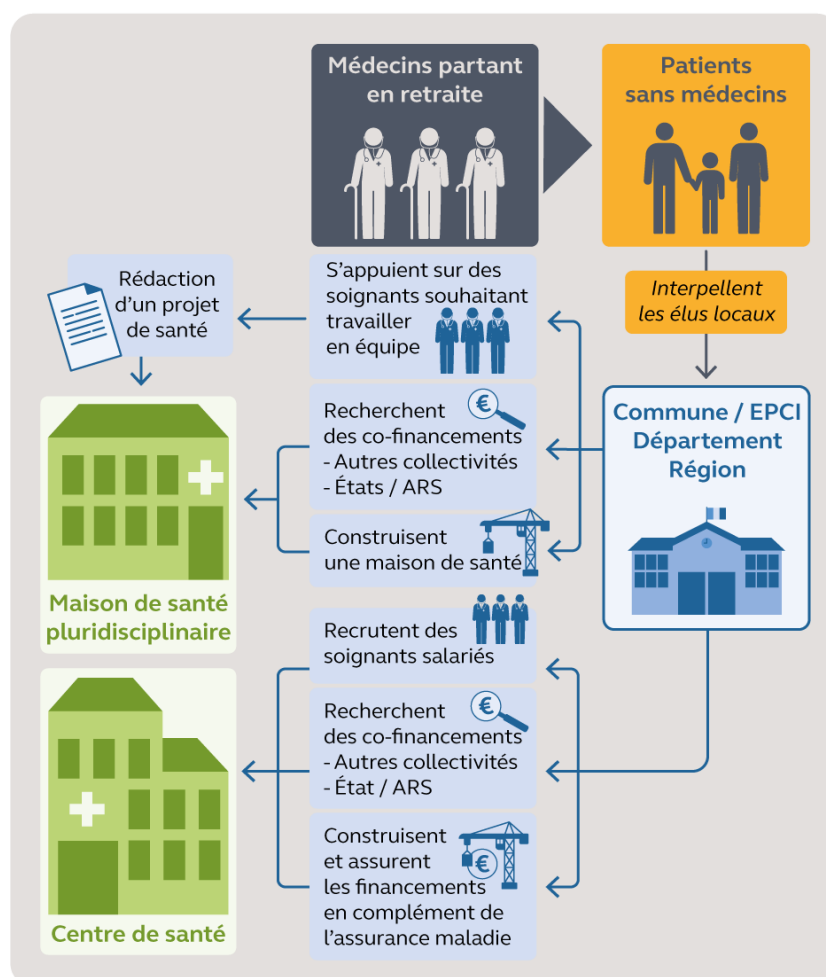 Médecins partant
en retraite
Patients
sans médecins
Interpellent
les élus locaux
Commune / EPCI
Département
Région
S'appuient sur des
soignants souhaitant
travailler
en équipe
Rédaction
d'un projet
de santé
Recherchent
des co-financements
- Autres collectivités
- États / ARS
€
Construisent
une maison de santé
Maison de santé
pluridisciplinaire
Recrutent des
soignants salariés
Recherchent
des co-financements
- Autres collectivités
- État / ARS
€
Construisent
et assurent
les financements
en complément de
l'assurance maladie
€
Centre de santé